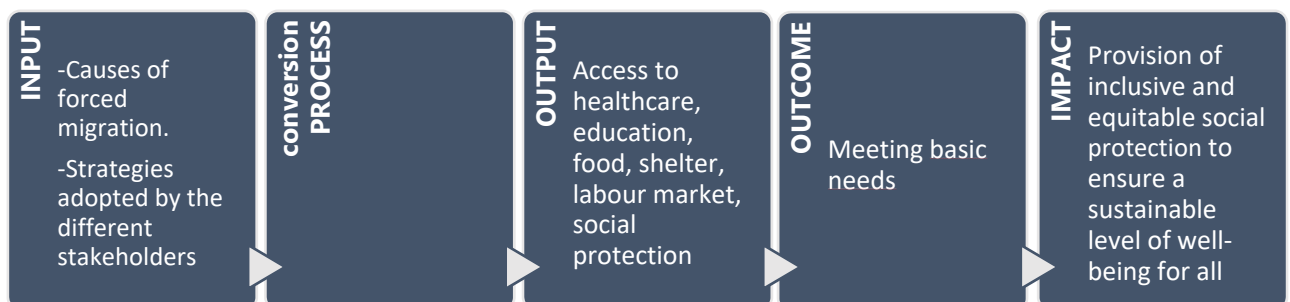 INPUT
-Causes of
forced
migration.
-Strategies
adopted by the
different
stakeholders
conversion
PROCESS
OUTPUT
Access to
healthcare,
education,
food, shelter,
labour market,
social
protection
OUTCOME
Meeting basic
needs
IMPACT
Provision of
inclusive and
equitable social
protection to
ensure a
sustainable
level of well-
being for all